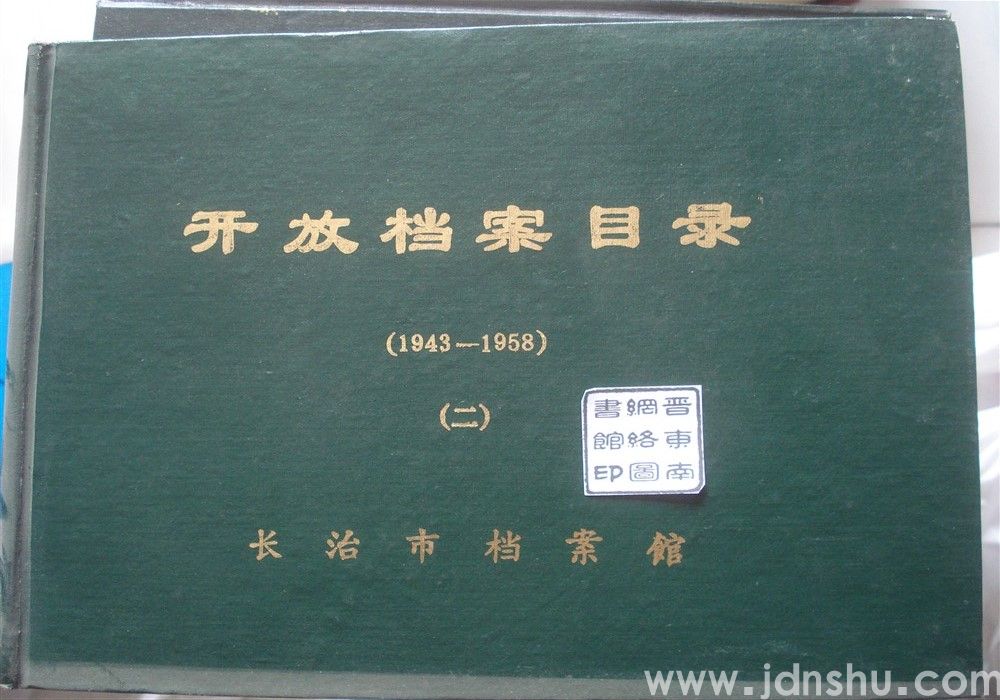 开放档案目录
(1943—1958)
(二)
晋東南
網络圖
書館印
长治市档案館
www.jdnshu.com